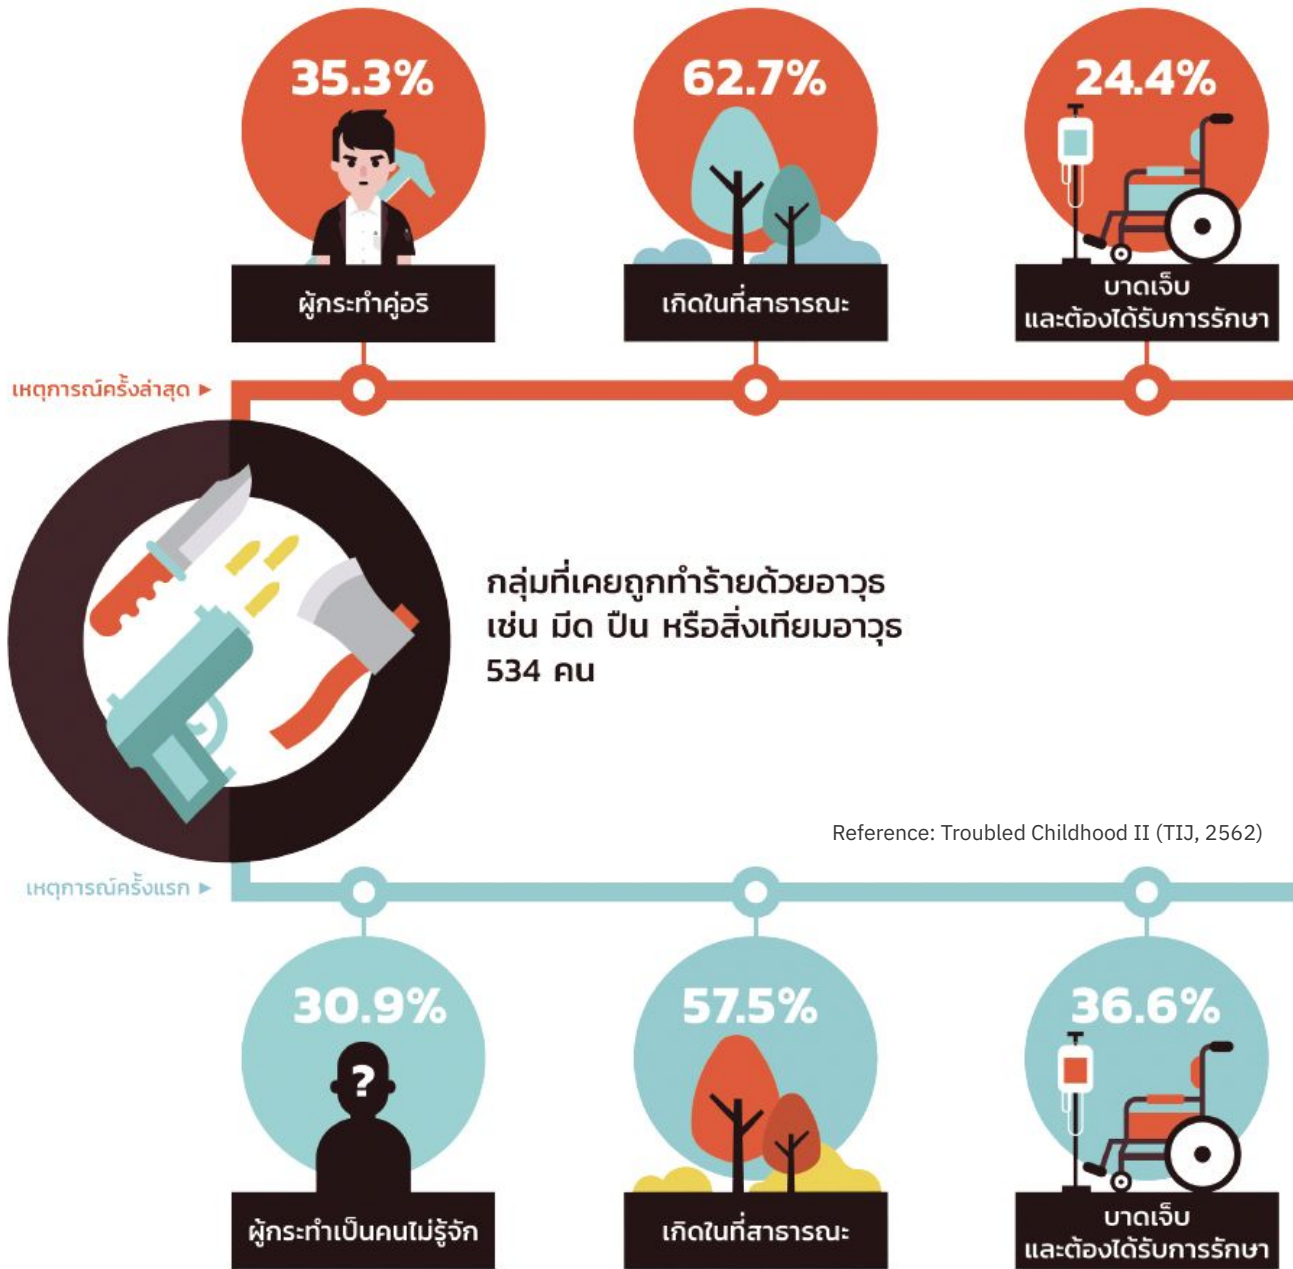 35.3%
62.7%
24.4%
ผู้กระทำคู่อริ
เกิดในที่สาธารณะ
บาดเจ็บ
และต้องได้รับการรักษา
เหตุการณ์ครั้งล่าสุด ►
กลุ่มที่เคยถูกทำร้ายด้วยอาวุธ
เช่น มีด ปืน หรือสิ่งเทียมอาวุธ
534 คน
Reference: Troubled Childhood II (TIJ, 2562)
เหตุการณ์ครั้งแรก ►
30.9%
57.5%
36.6%
?
ผู้กระทำเป็นคนไม่รู้จัก
เกิดในที่สาธารณะ
บาดเจ็บ
และต้องได้รับการรักษา